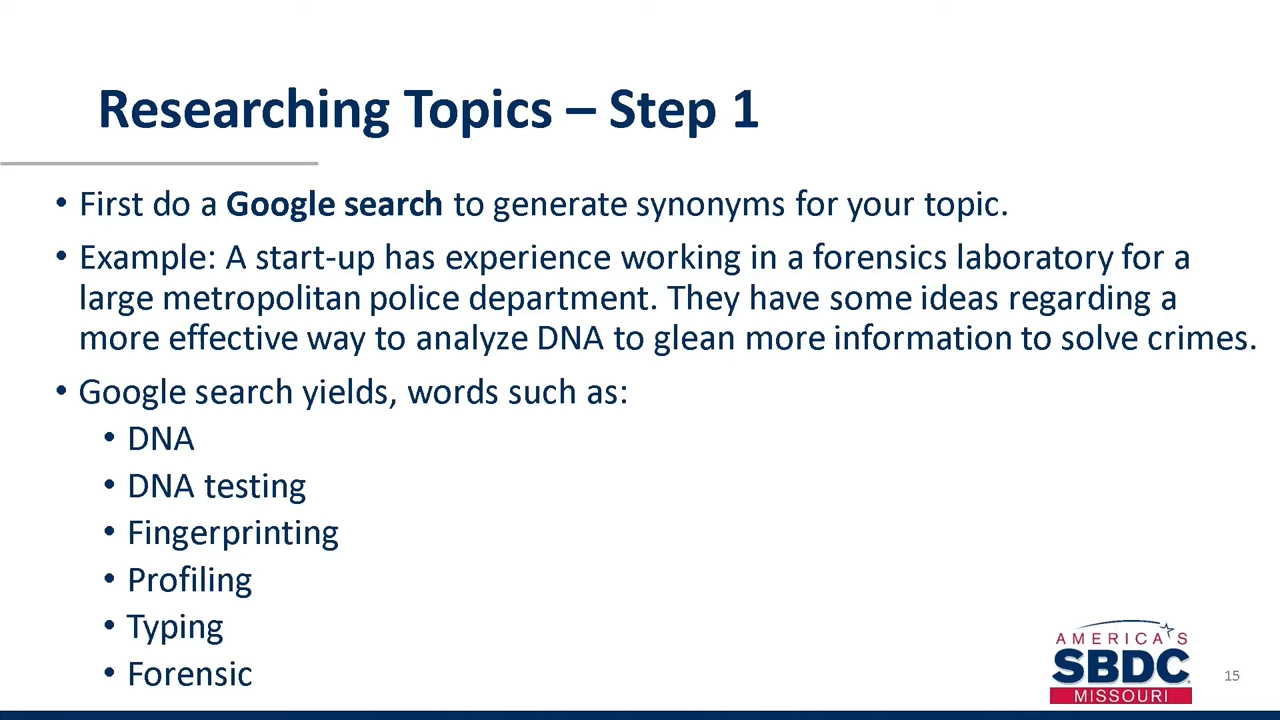 Researching Topics – Step 1
• First do a Google search to generate synonyms for your topic.
• Example: A start-up has experience working in a forensics laboratory for a
large metropolitan police department. They have some ideas regarding a
more effective way to analyze DNA to glean more information to solve crimes.
• Google search yields, words such as:
• DNA
• DNA testing
• Fingerprinting
• Profiling
• Typing
• Forensic
AMERICA'S
SBDC
MISSOURI
15